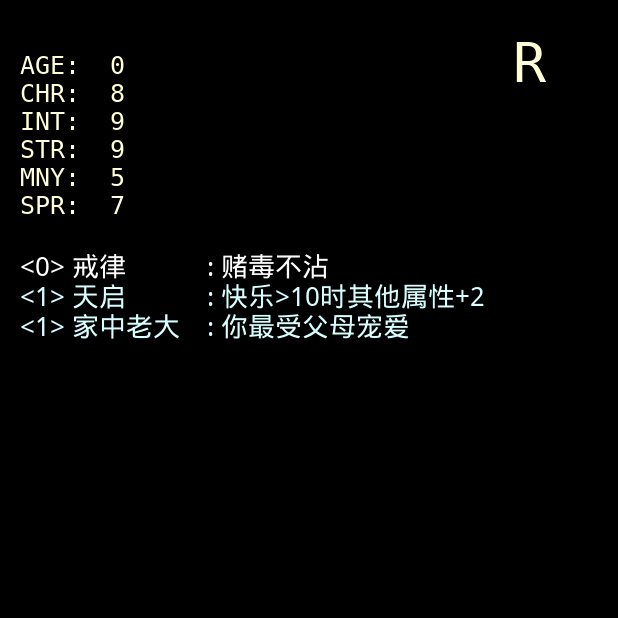 R
AGE: 0
CHR: 8
INT: 9
STR: 9
MNY: 5
SPR: 7
<0> 戒律 : 赌毒不沾
<1> 天启 : 快乐>10时其他属性+2
<1> 家中老大 : 你最受父母宠爱